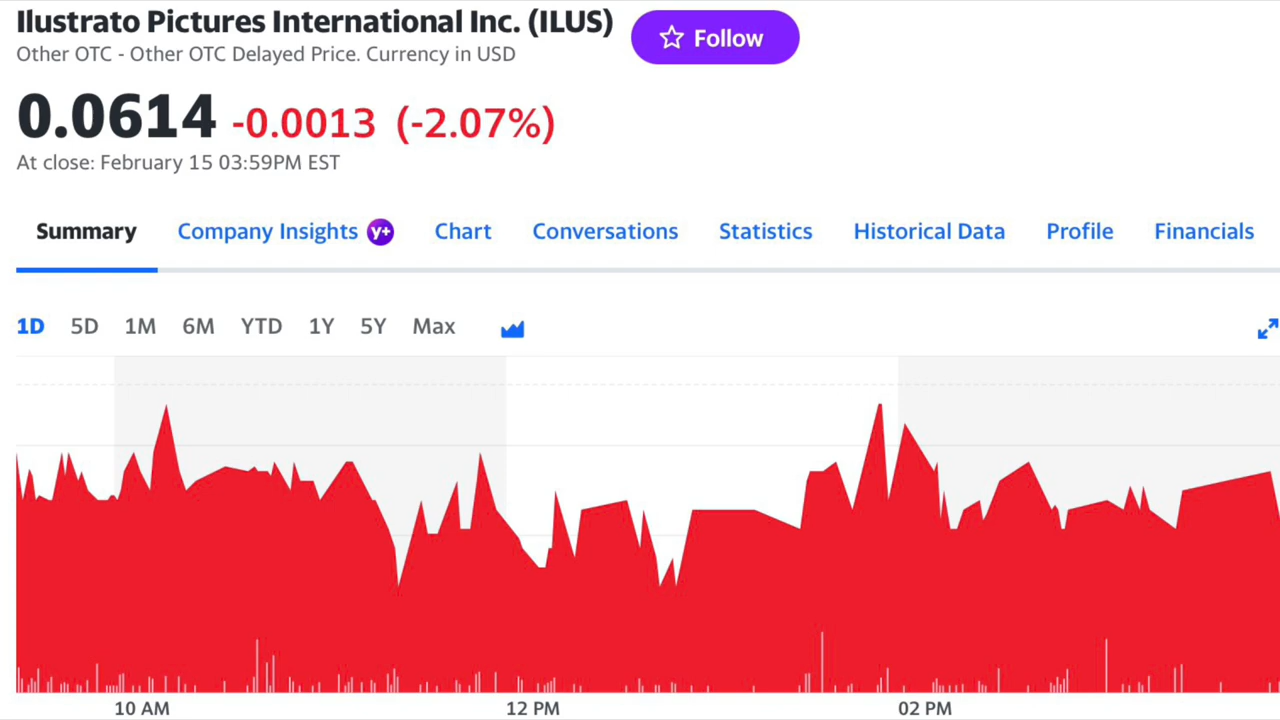 Ilustrato Pictures International Inc. (ILUS)
Follow
Other OTC - Other OTC Delayed Price. Currency in USD
0.0614 -0.0013 (-2.07%)
At close: February 15 03:59PM EST
Summary Company Insights y+ Chart Conversations Statistics Historical Data Profile Financials
1D 5D 1M 6M YTD 1Y 5Y Max
10 AM 12 PM 02 PM